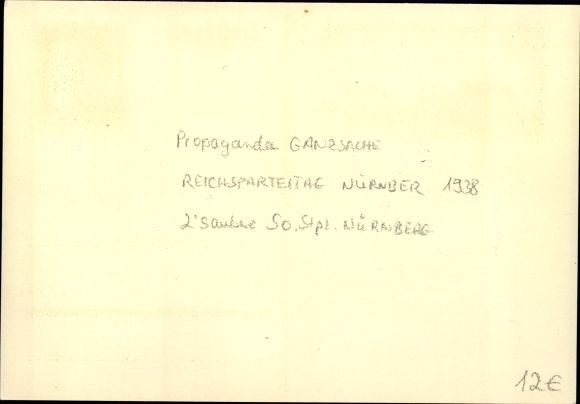 Propaganda GANZSACHE
REICHSPARTEITAG NÜRNBER 1938
2 saubre So. Stpl. NÜRNBERG
12€